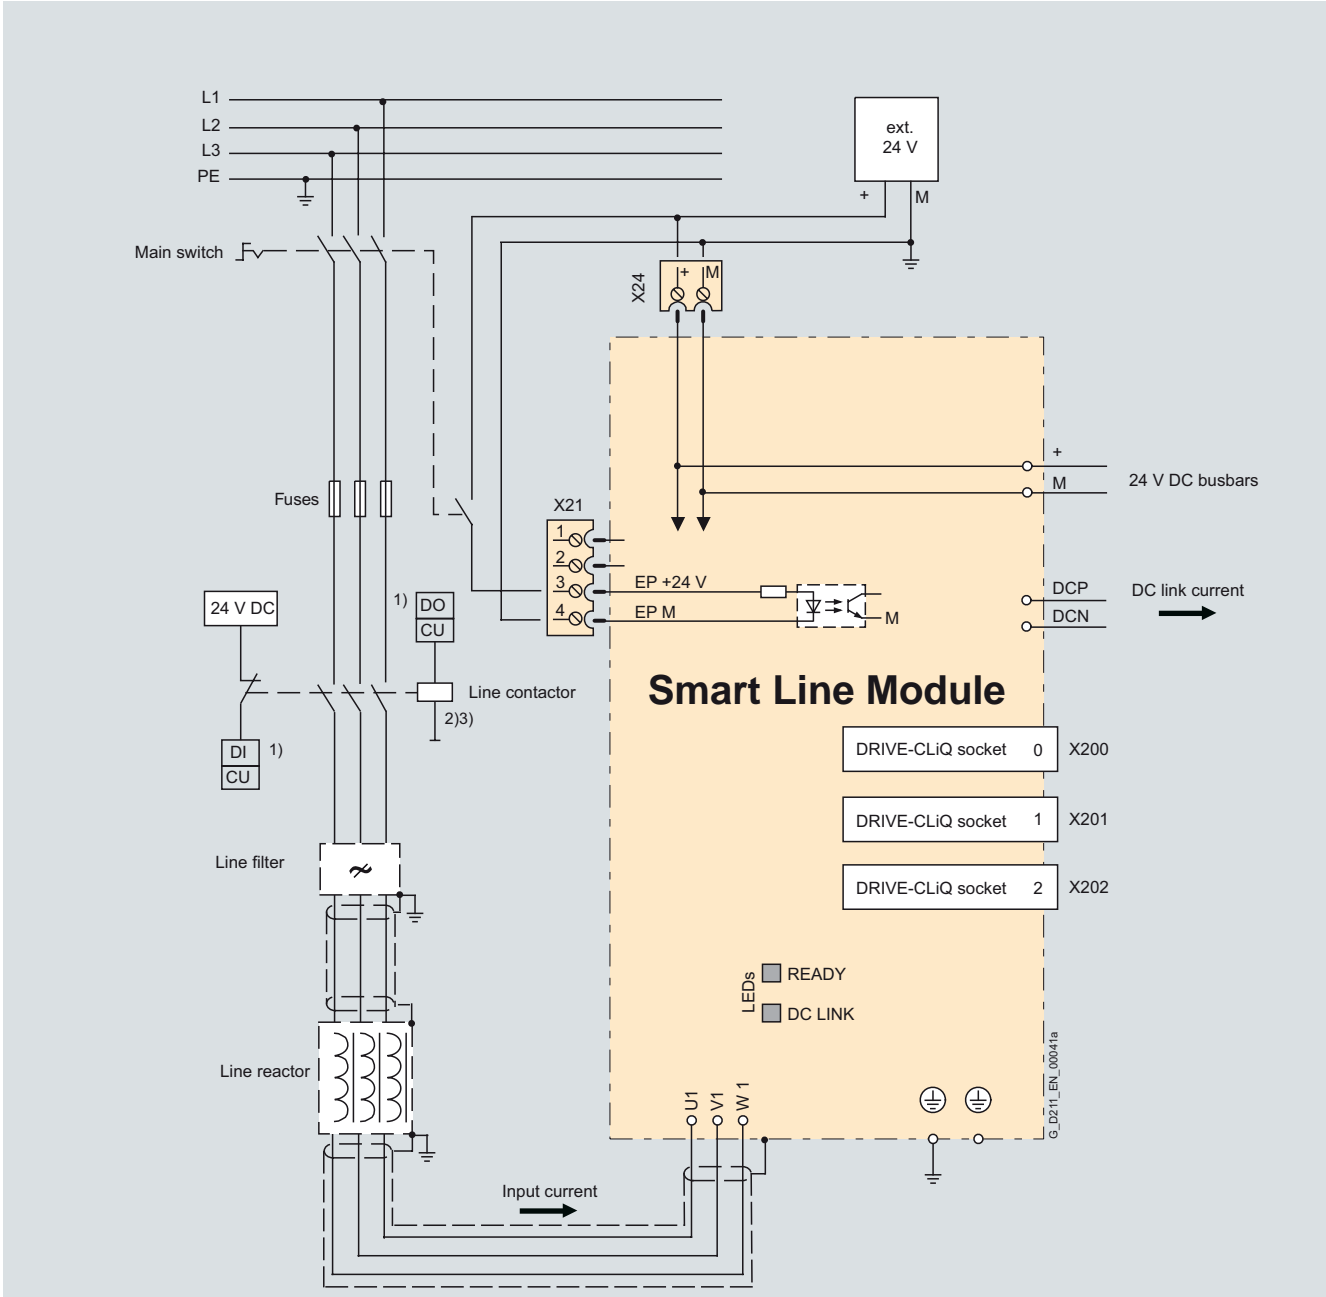 L1
L2
L3
PE
ext.
24 V
+
M
Main switch
X24
+
M
+
M
24 V DC busbars
Fuses
X21
1
2
3
4
EP +24 V
EP M
M
DCP
DCN
DC link current
24 V DC
1)
DO
CU
Line contactor
2)3)
DI
CU
1)
Smart Line Module
DRIVE-CLiQ socket 0
X200
DRIVE-CLiQ socket 1
X201
DRIVE-CLiQ socket 2
X202
Line filter
LEDs
READY
DC LINK
Line reactor
U1
V1
W 1
G_D211_EN_00041a
Input current